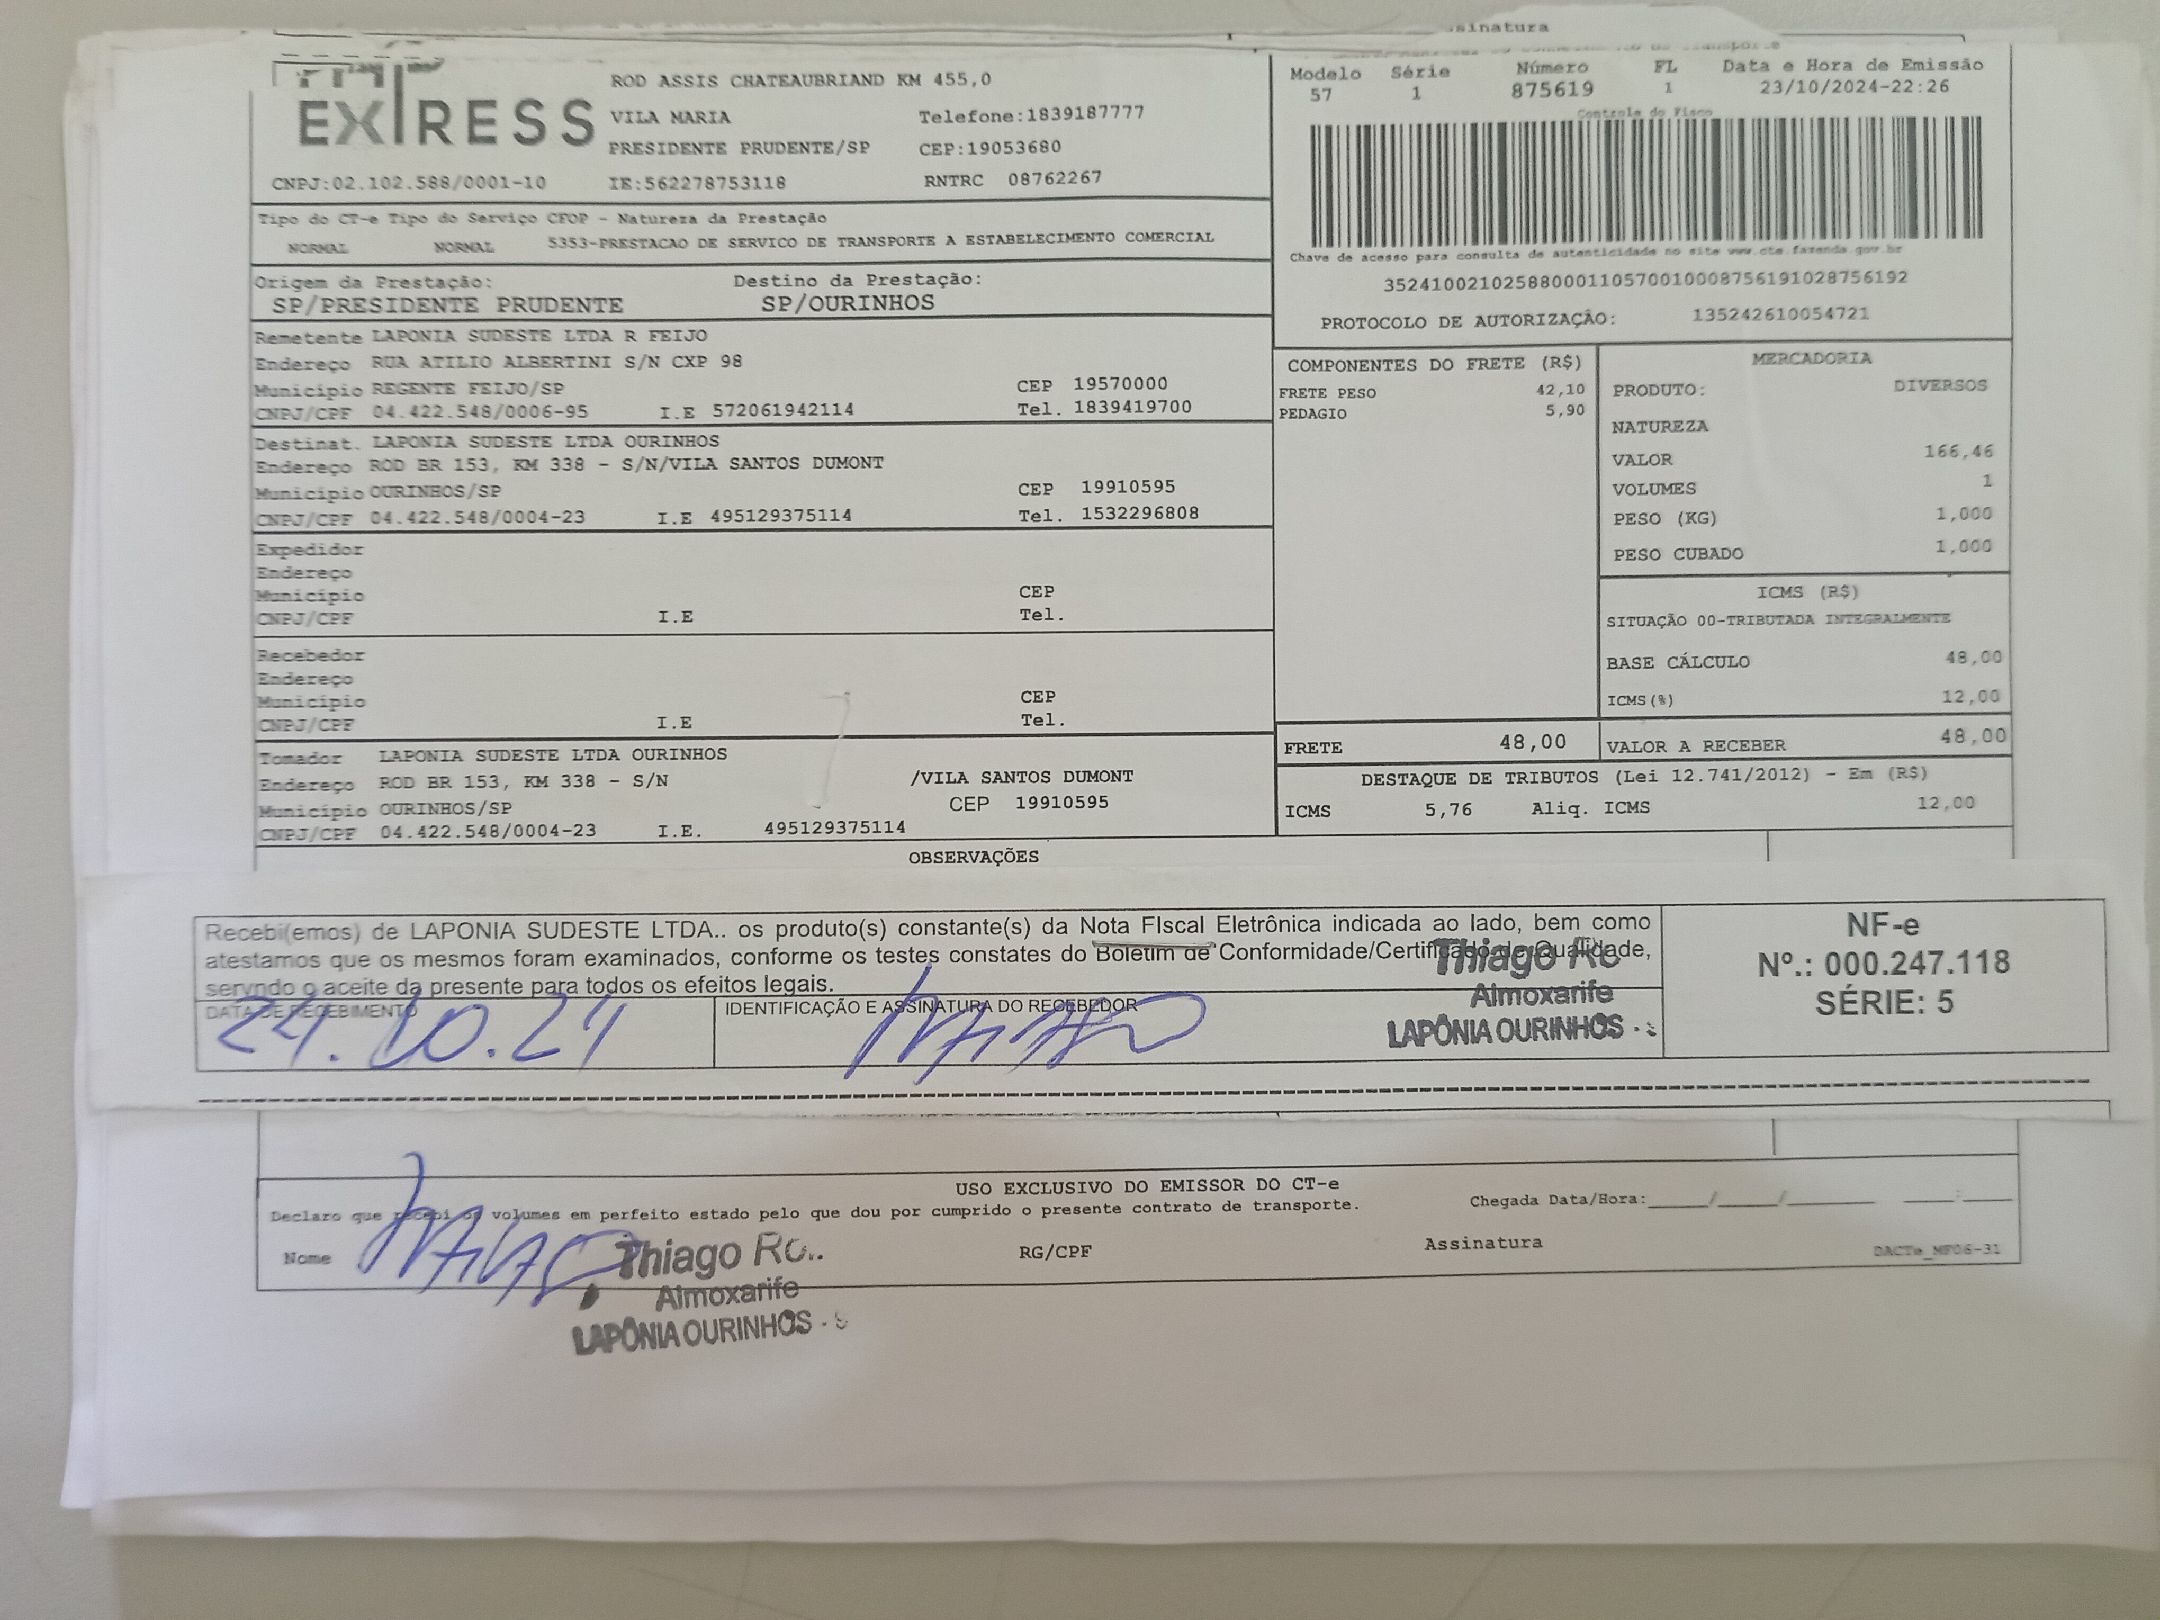 sinatura
EXPRESS
ROD ASSIS CHATEAUBRIAND KM 455,0
VILA MARIA Telefone:1839187777
PRESIDENTE PRUDENTE/SP CEP:19053680
CNPJ:02.102.588/0001-10 IE:562278753118 RNTRC 08762267
Modelo Série Número FL Data e Hora de Emissão
57 1 875619 1 23/10/2024-22:26
Controle do Fisco
Chave de acesso para consulta de autenticidade no site www.cte.fazenda.gov.br
35241002102588000110570010008756191028756192
PROTOCOLO DE AUTORIZAÇÃO: 135242610054721
Tipo do CT-e Tipo do Serviço CFOP - Natureza da Prestação
NORMAL NORMAL 5353-PRESTACAO DE SERVICO DE TRANSPORTE A ESTABELECIMENTO COMERCIAL
Origem da Prestação: Destino da Prestação:
SP/PRESIDENTE PRUDENTE SP/OURINHOS
Remetente LAPONIA SUDESTE LTDA R FEIJO
Endereço RUA ATILIO ALBERTINI S/N CXP 98
Município REGENTE FEIJO/SP CEP 19570000
CNPJ/CPF 04.422.548/0006-95 I.E 572061942114 Tel. 1839419700
Destinat. LAPONIA SUDESTE LTDA OURINHOS
Endereço ROD BR 153, KM 338 - S/N/VILA SANTOS DUMONT
Município OURINHOS/SP CEP 19910595
CNPJ/CPF 04.422.548/0004-23 I.E 495129375114 Tel. 1532296808
Expedidor
Endereço
Município CEP
CNPJ/CPF I.E Tel.
Recebedor
Endereço
Município CEP
CNPJ/CPF I.E Tel.
Tomador LAPONIA SUDESTE LTDA OURINHOS
Endereço ROD BR 153, KM 338 - S/N /VILA SANTOS DUMONT
Município OURINHOS/SP CEP 19910595
CNPJ/CPF 04.422.548/0004-23 I.E. 495129375114
COMPONENTES DO FRETE (R$)
FRETE PESO 42,10
PEDAGIO 5,90
MERCADORIA
PRODUTO: DIVERSOS
NATUREZA
VALOR 166,46
VOLUMES 1
PESO (KG) 1,000
PESO CUBADO 1,000
ICMS (R$)
SITUAÇÃO 00-TRIBUTADA INTEGRALMENTE
BASE CÁLCULO 48,00
ICMS(%) 12,00
FRETE 48,00 VALOR A RECEBER 48,00
DESTAQUE DE TRIBUTOS (Lei 12.741/2012) - Em (R$)
ICMS 5,76 Aliq. ICMS 12,00
OBSERVAÇÕES
Recebi(emos) de LAPONIA SUDESTE LTDA.. os produto(s) constante(s) da Nota FIscal Eletrônica indicada ao lado, bem como
atestamos que os mesmos foram examinados, conforme os testes constates do Boletim de Conformidade/Certificado de Qualidade,
servndo o aceite da presente para todos os efeitos legais.
DATA DE RECEBIMENTO IDENTIFICAÇÃO E ASSINATURA DO RECEBEDOR
24.10.24
Thiago Ro
Almoxarife
LAPÔNIA OURINHOS - S
NF-e
Nº.: 000.247.118
SÉRIE: 5
USO EXCLUSIVO DO EMISSOR DO CT-e
Declaro que recebi os volumes em perfeito estado pelo que dou por cumprido o presente contrato de transporte.
Chegada Data/Hora:____/____/______ ___:___
Nome RG/CPF Assinatura DACTe_MF06-31
Thiago Ro..
Almoxarife
LAPÔNIA OURINHOS - S